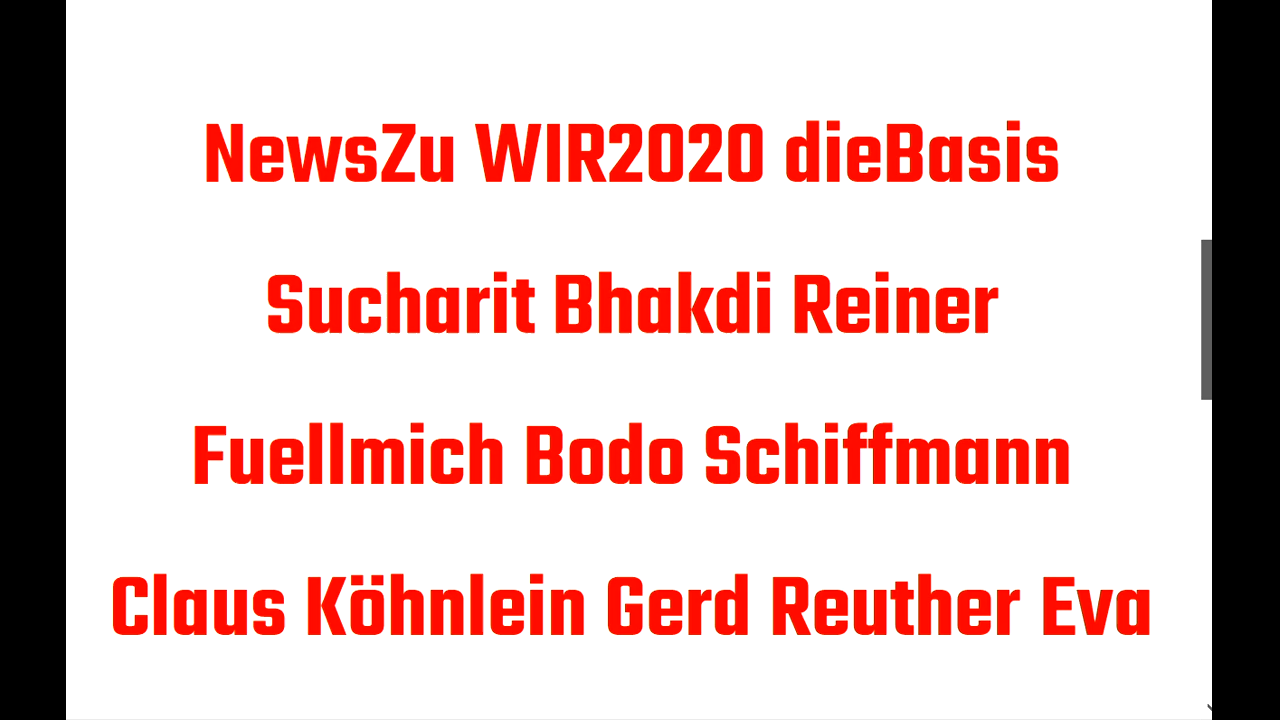 NewsZu WIR2020 dieBasis
Sucharit Bhakdi Reiner
Fuellmich Bodo Schiffmann
Claus Köhnlein Gerd Reuther Eva